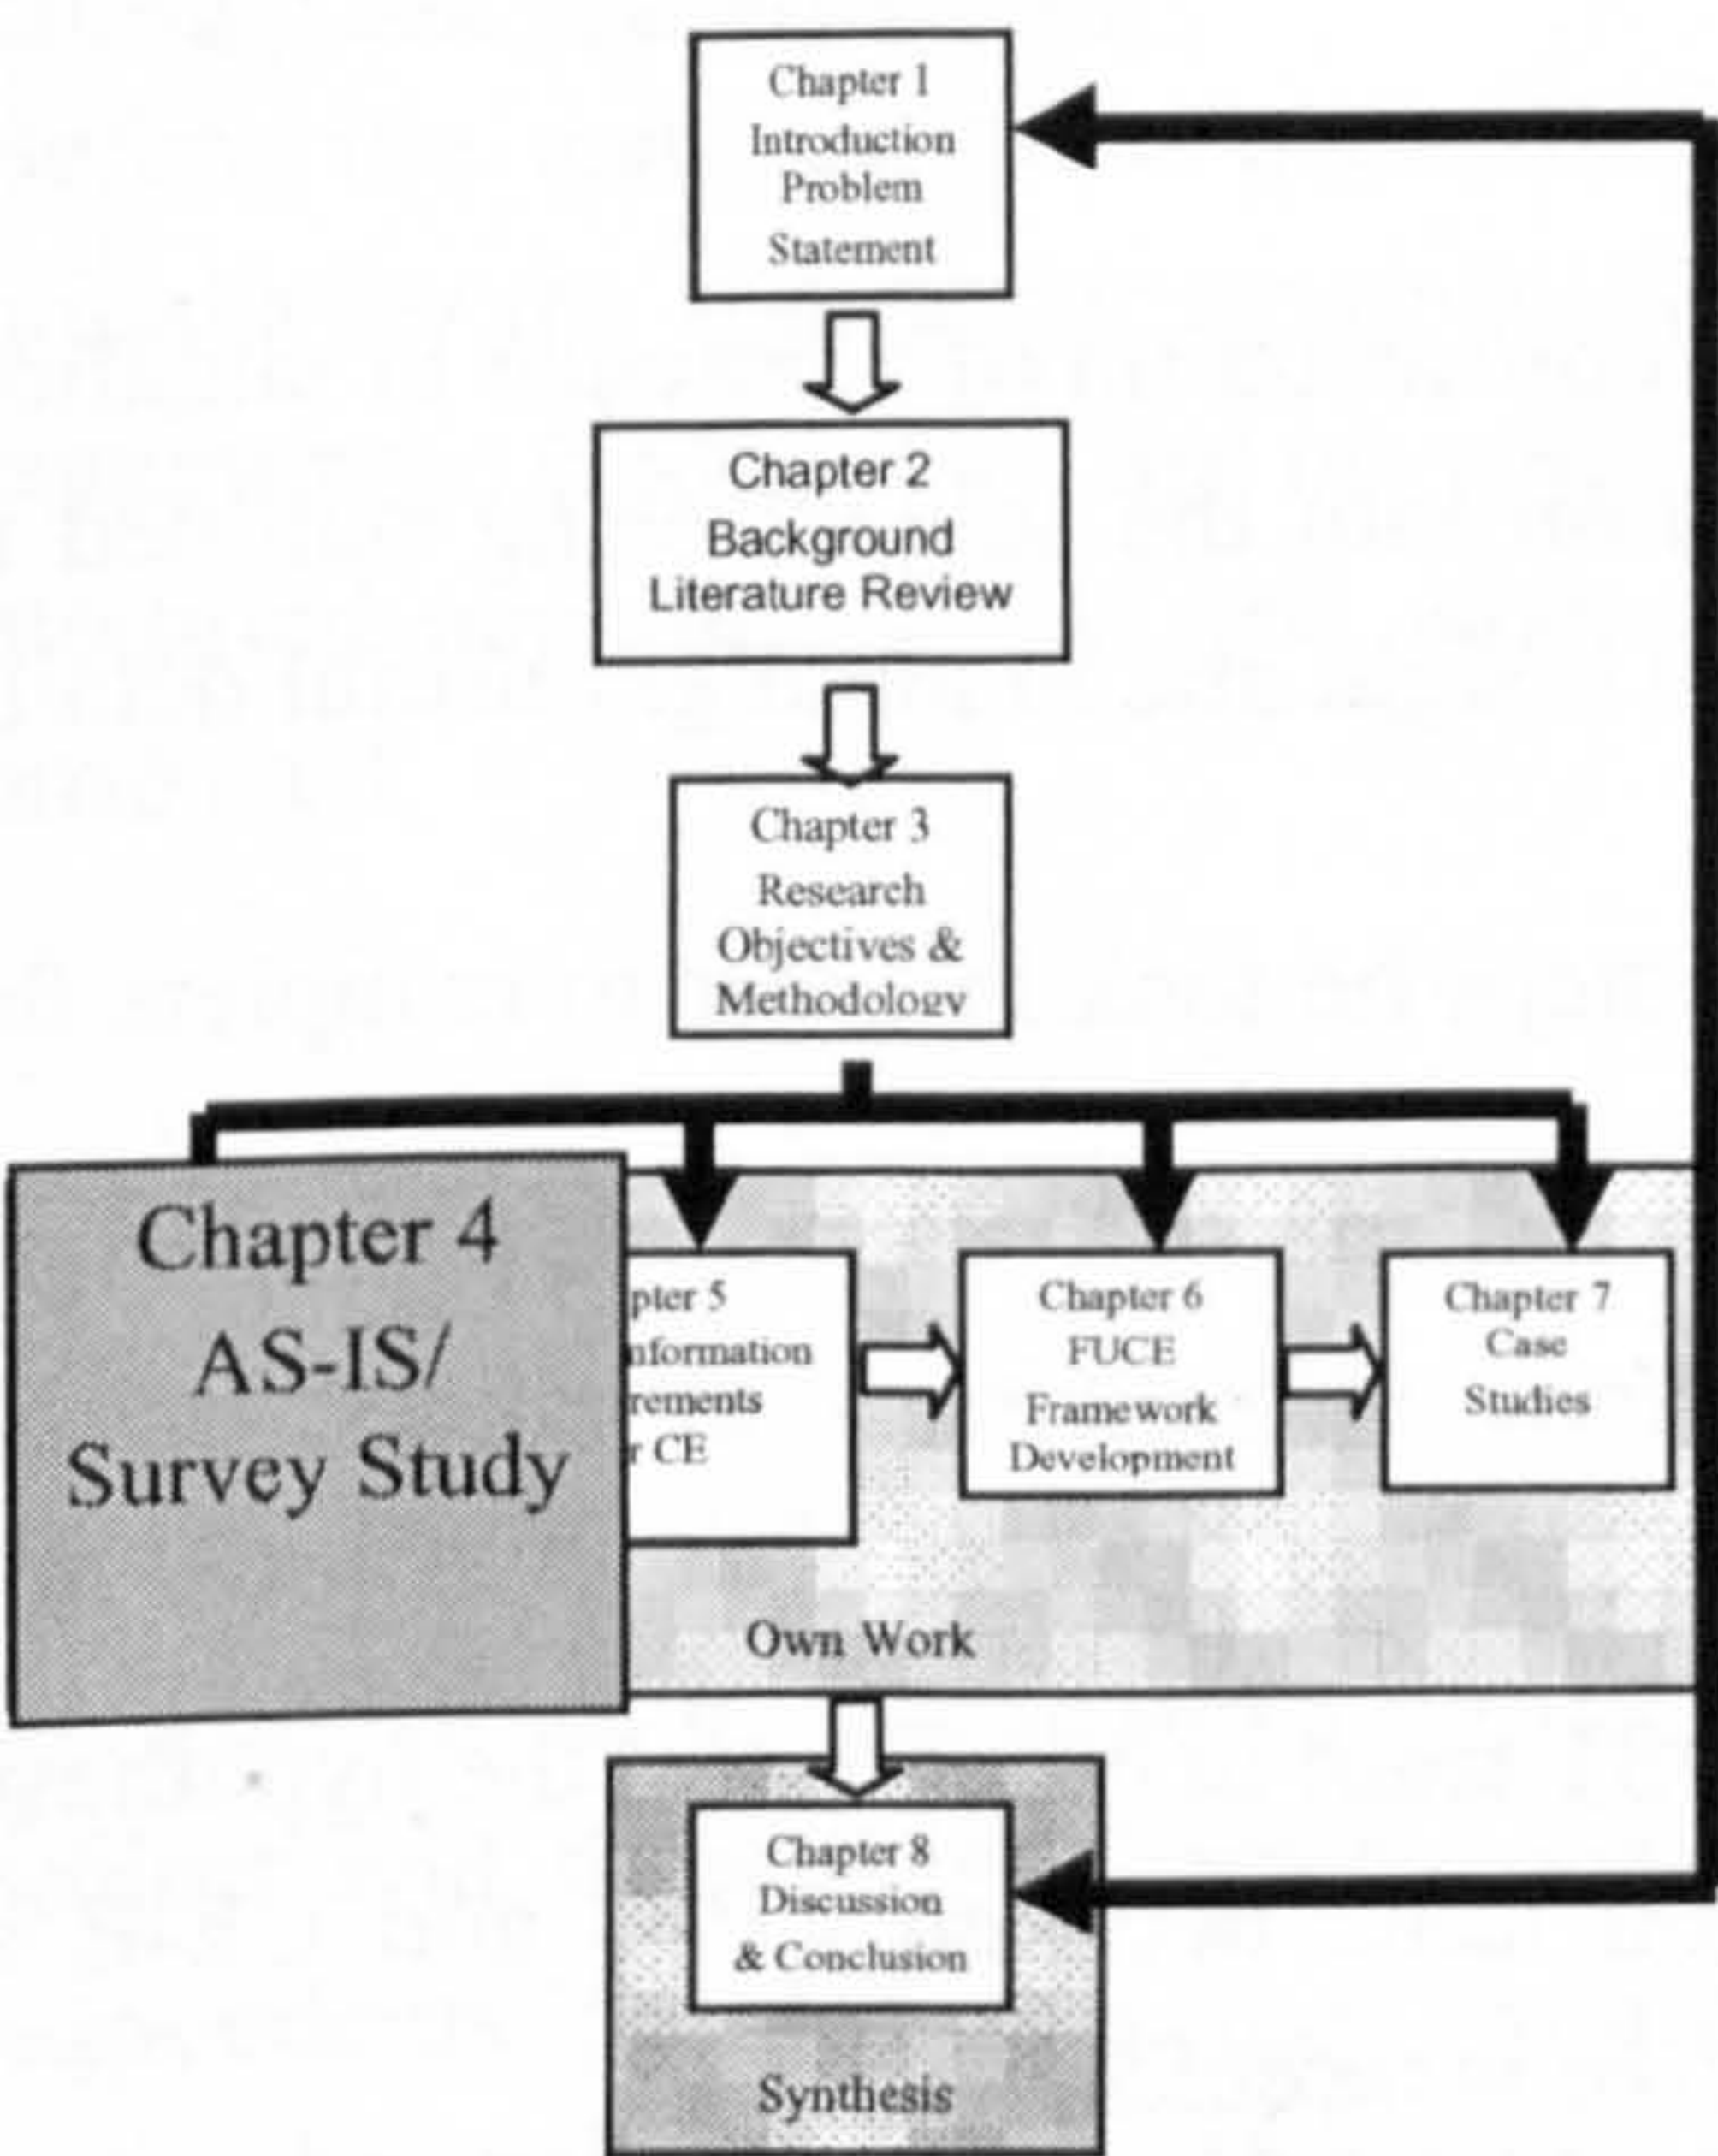 Chapter 1
Introduction
Problem
Statement
Chapter 2
Background
Literature Review
Chapter 3
Research
Objectives &
Methodology
Chapter 4
AS-IS/
Survey Study
pter 5
nformation
rements
r CE
Chapter 6
FUCE
Framework
Development
Chapter 7
Case
Studies
Own Work
Chapter 8
Discussion
& Conclusion
Synthesis